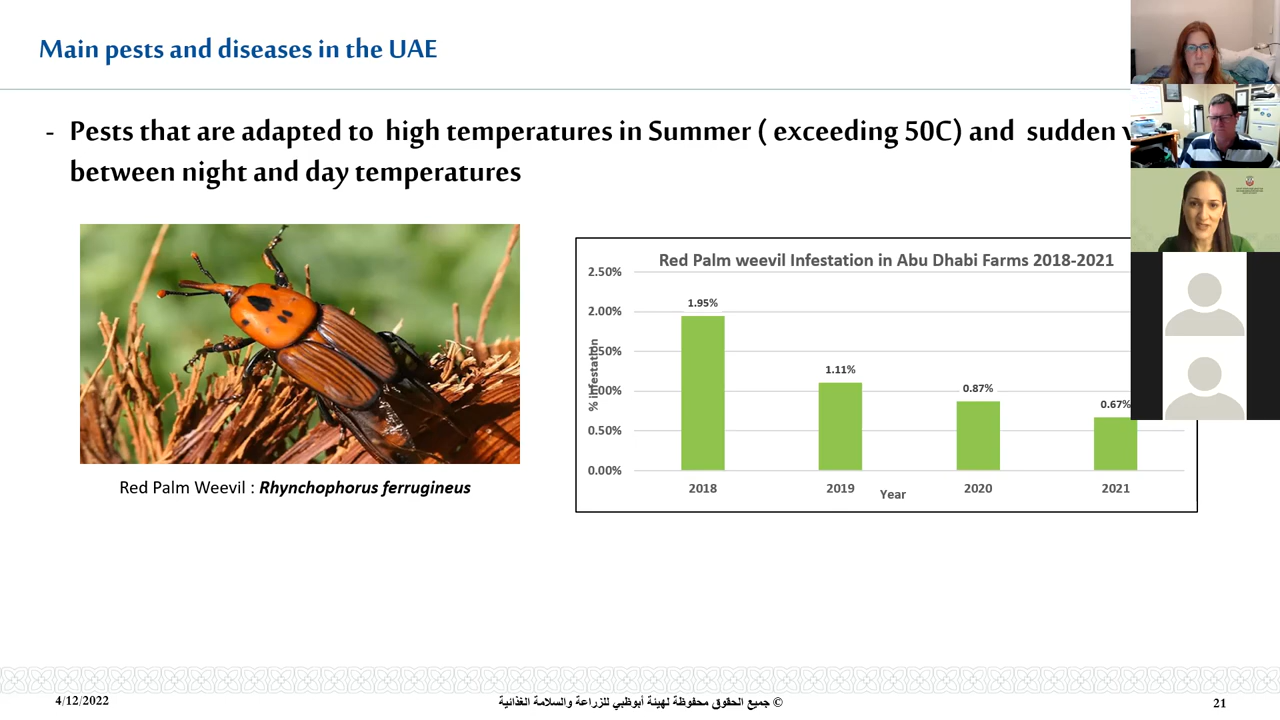 Main pests and diseases in the UAE
- Pests that are adapted to high temperatures in Summer ( exceeding 50C) and sudden
between night and day temperatures
Red Palm Weevil : Rhynchophorus ferrugineus
Red Palm weevil Infestation in Abu Dhabi Farms 2018-2021
2.50%
2.00%
1.50%
1.00%
0.50%
0.00%
% infestation
1.95%
1.11%
0.87%
0.67%
2018 2019 2020 2021
Year
4/12/2022
© جميع الحقوق محفوظة لهيئة أبوظبي للزراعة والسلامة الغذائية
21